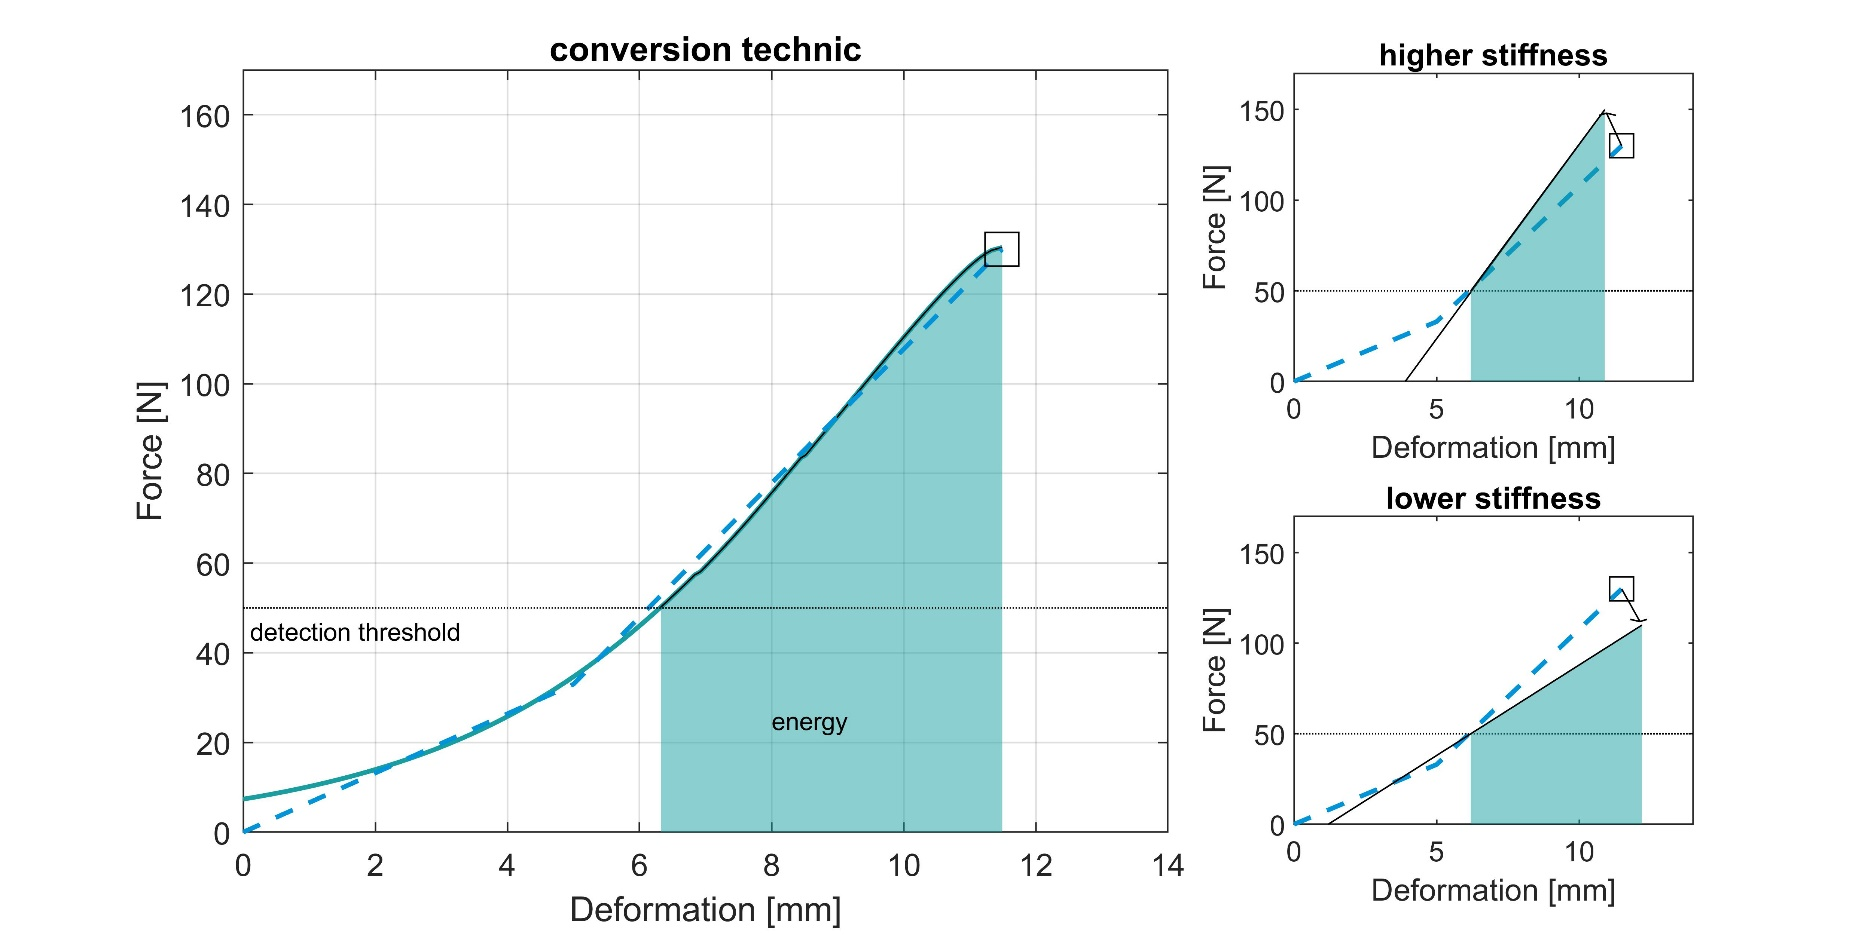 conversion technic
160
140
120
100
80
60
40
20
0
Force [N]
detection threshold
energy
0 2 4 6 8 10 12 14
Deformation [mm]
higher stiffness
150
100
50
0
Force [N]
0 5 10
Deformation [mm]
lower stiffness
150
100
50
0
Force [N]
0 5 10
Deformation [mm]